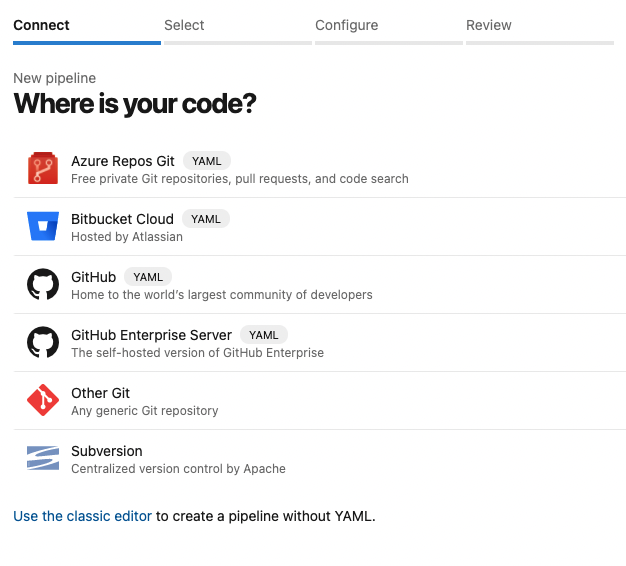 Connect Select Configure Review
New pipeline
Where is your code?
Azure Repos Git YAML
Free private Git repositories, pull requests, and code search
Bitbucket Cloud YAML
Hosted by Atlassian
GitHub YAML
Home to the world's largest community of developers
GitHub Enterprise Server YAML
The self-hosted version of GitHub Enterprise
Other Git
Any generic Git repository
Subversion
Centralized version control by Apache
Use the classic editor to create a pipeline without YAML.